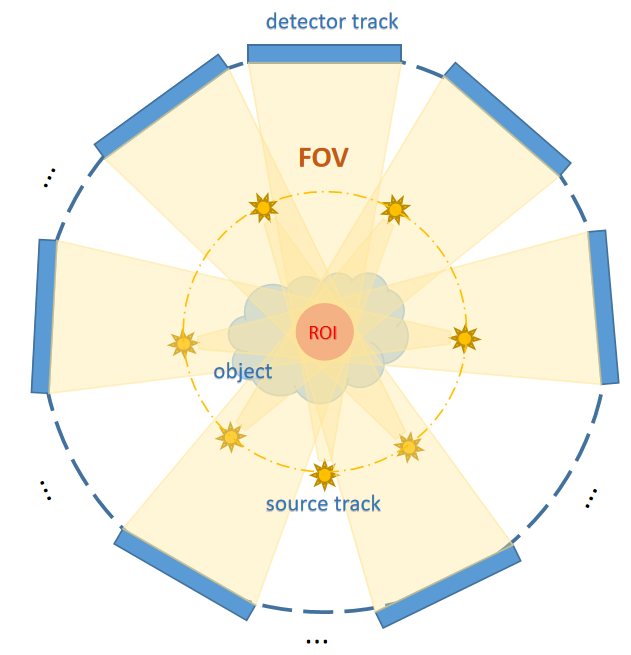 detector track
FOV
...
ROI
object
source track
...
...
...